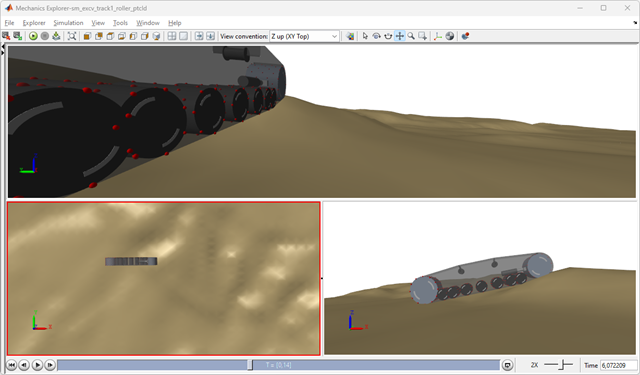 Mechanics Explorer-sm_excv_track1_roller_ptcld
File Explorer Simulation View Tools Window Help
View convention: Z up (XY Top)
T x [0,14]
2X
Time 6,072209